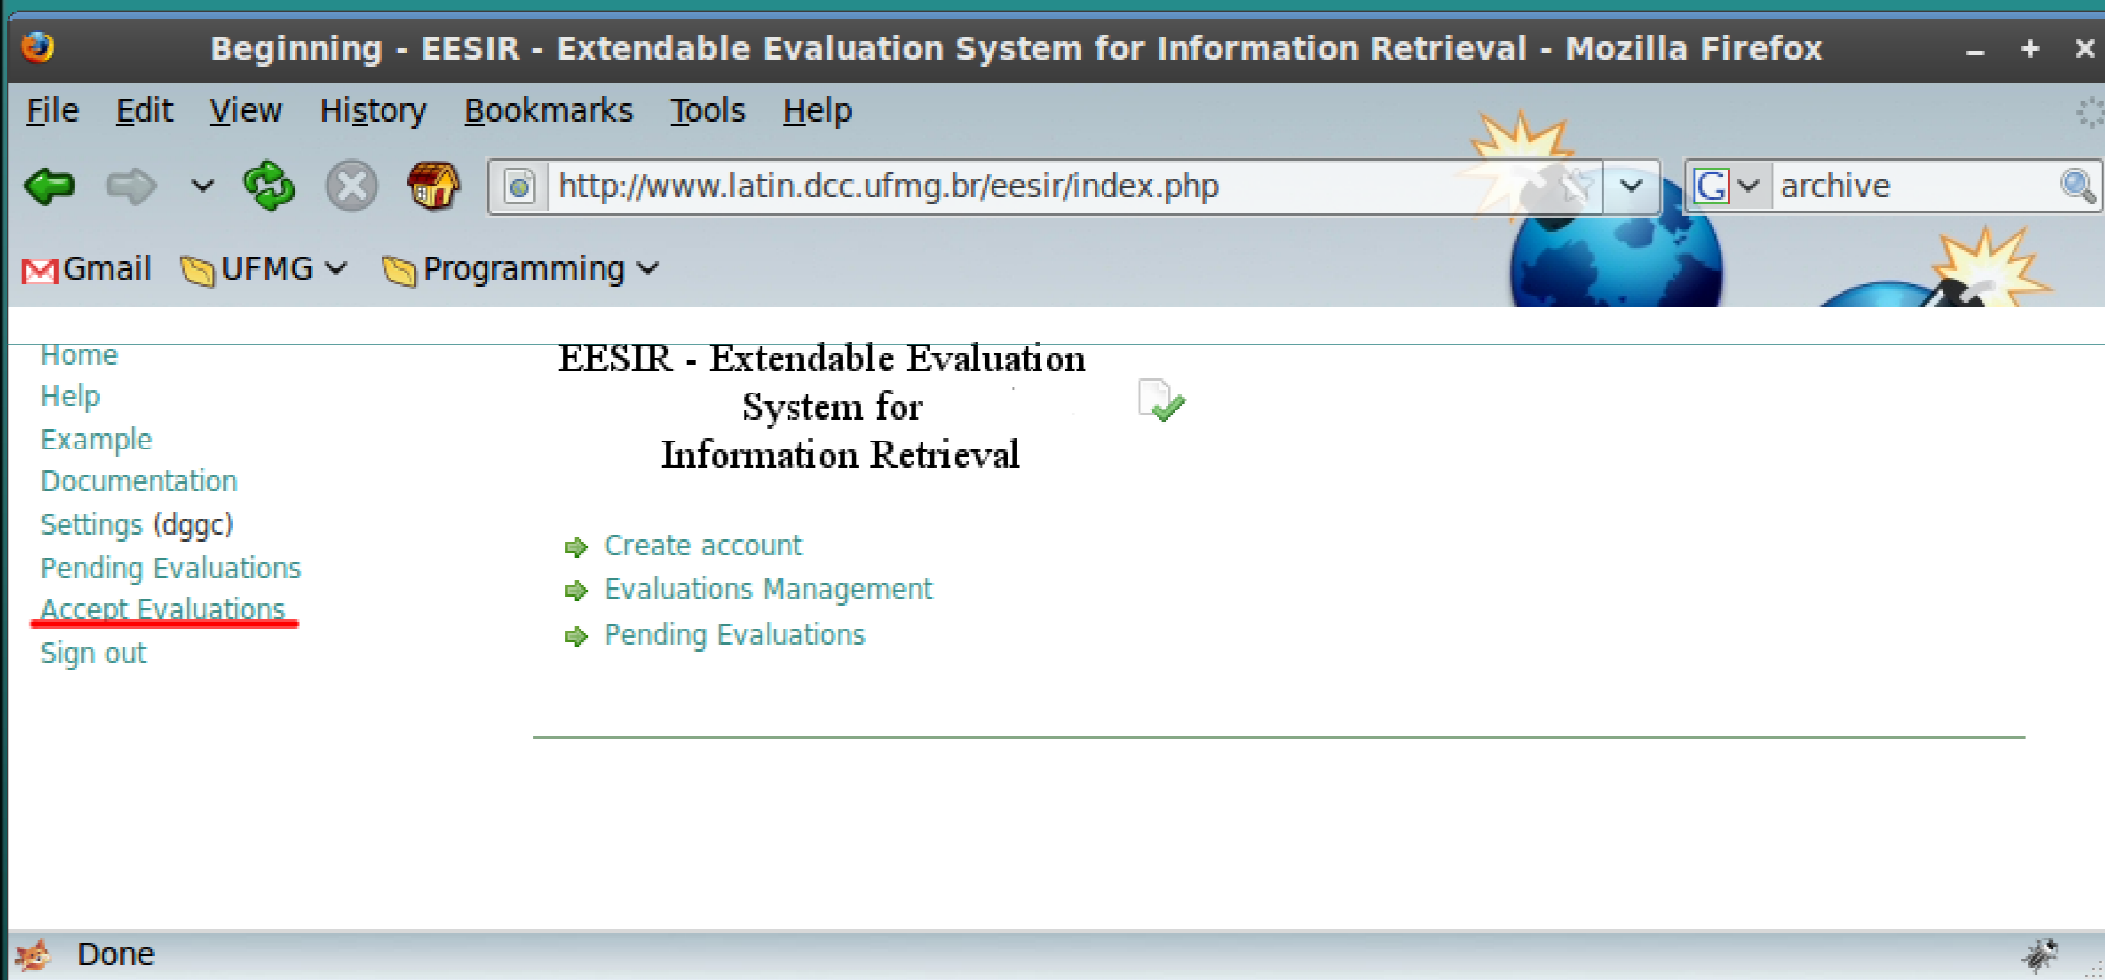 Beginning - EESIR - Extendable Evaluation System for Information Retrieval - Mozilla Firefox
File Edit View History Bookmarks Tools Help
http://www.latin.dcc.ufmg.br/eesir/index.php
G archive
Gmail UFMG Programming
Home
Help
Example
Documentation
Settings (dggc)
Pending Evaluations
Accept Evaluations
Sign out
EESIR - Extendable Evaluation
System for
Information Retrieval
Create account
Evaluations Management
Pending Evaluations
Done